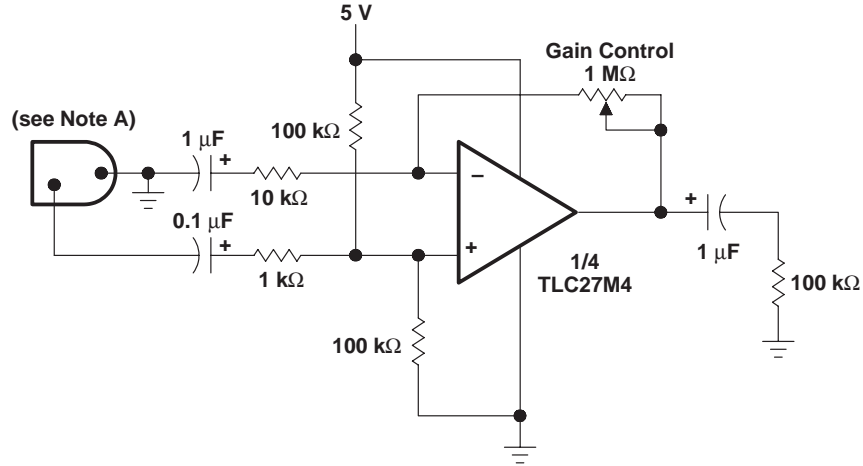 5 V
Gain Control
1 MΩ
(see Note A)
100 kΩ
1 μF
+
10 kΩ
−
0.1 μF
+
1 kΩ
+
1/4
TLC27M4
+
1 μF
100 kΩ
100 kΩ